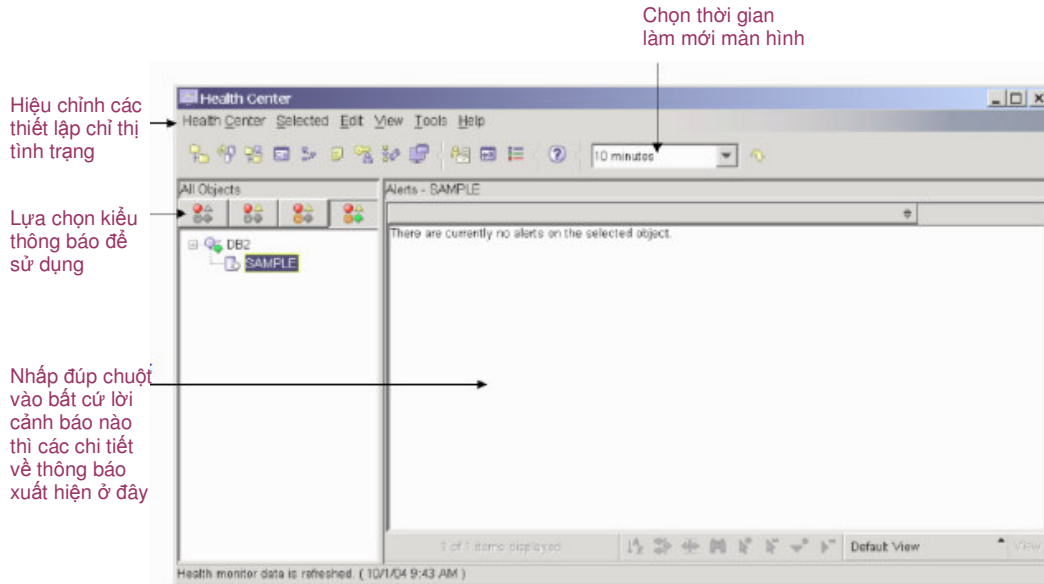 Chọn thời gian
làm mới màn hình
Hiệu chỉnh các
thiết lập chỉ thị
tình trạng
Lựa chọn kiểu
thông báo để
sử dụng
Nhấp đúp chuột
vào bất cứ lời
cảnh báo nào
thì các chi tiết
về thông báo
xuất hiện ở đây
Health Center
Health Center Selected Edit View Tools Help
10 minutes
All Objects
Alerts - SAMPLE
There are currently no alerts on the selected object.
DB2
SAMPLE
1 of 1 items displayed
Default View
View
Health monitor data is refreshed. ( 10/1/04 9:43 AM )